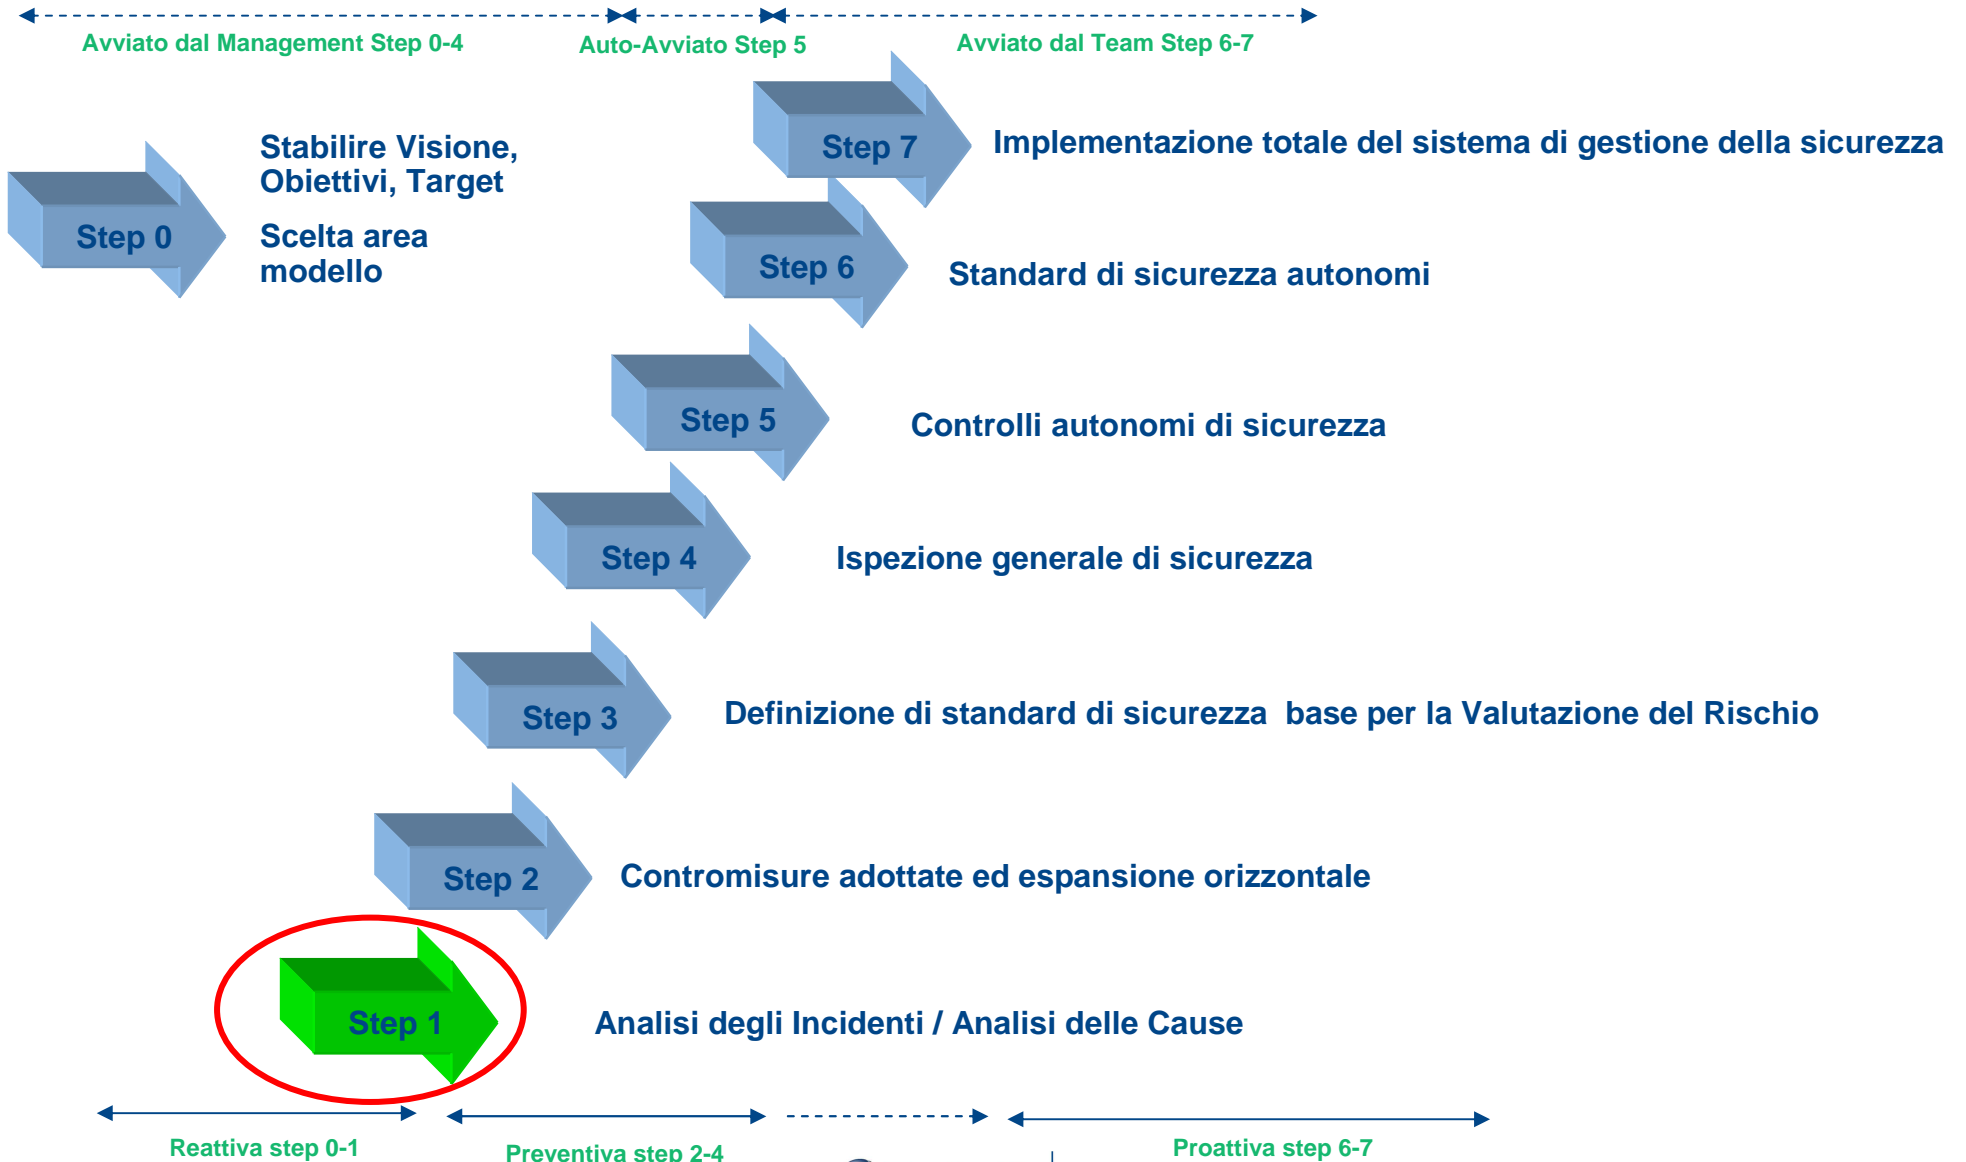 Avviato dal Management Step 0-4
Auto-Avviato Step 5
Avviato dal Team Step 6-7
Step 7
Implementazione totale del sistema di gestione della sicurezza
Stabilire Visione,
Obiettivi, Target
Step 0
Scelta area
modello
Step 6
Standard di sicurezza autonomi
Step 5
Controlli autonomi di sicurezza
Step 4
Ispezione generale di sicurezza
Step 3
Definizione di standard di sicurezza  base per la Valutazione del Rischio
Step 2
Contromisure adottate ed espansione orizzontale
Step 1
Analisi degli Incidenti / Analisi delle Cause
Reattiva step 0-1
Preventiva step 2-4
Proattiva step 6-7